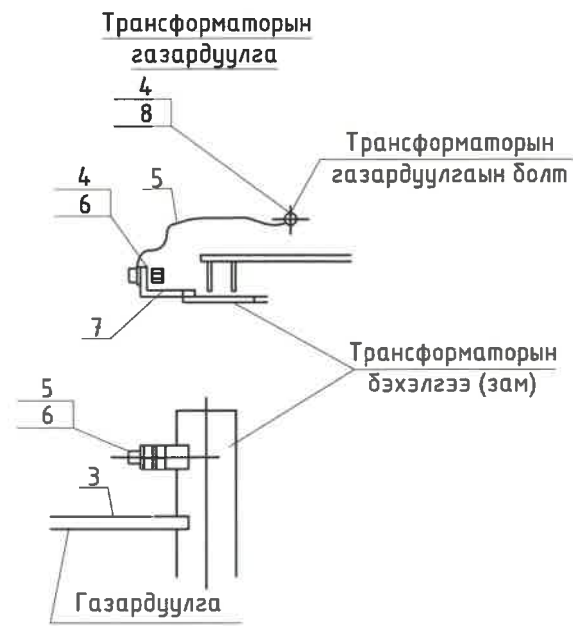 Трансформаторын
газардуулга
4
8
Трансформаторын
газардуулгаын болт
4
6
5
7
Трансформаторын
бэхэлгээ (зам)
5
6
3
Газардуулга